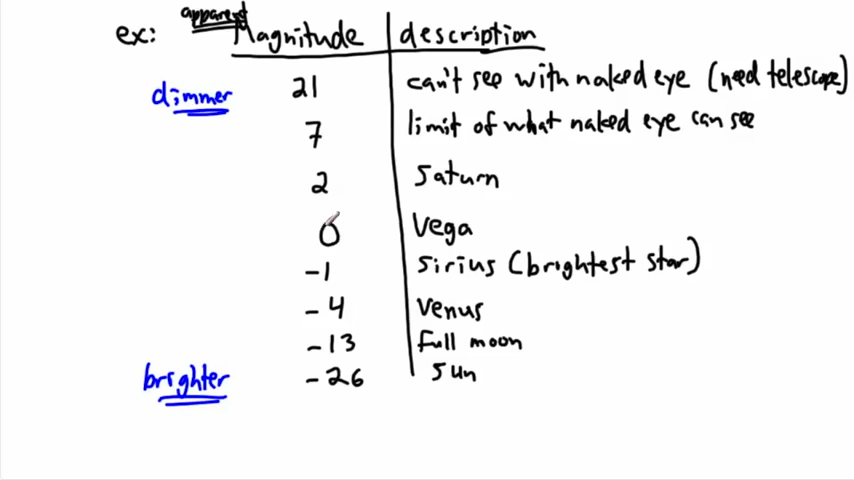 ex: apparent Magnitude description
dimmer 21 can't see with naked eye (need telescope)
7 limit of what naked eye can see
2 Saturn
0 Vega
-1 Sirius (brightest star)
-4 Venus
-13 full moon
brighter -26 Sun